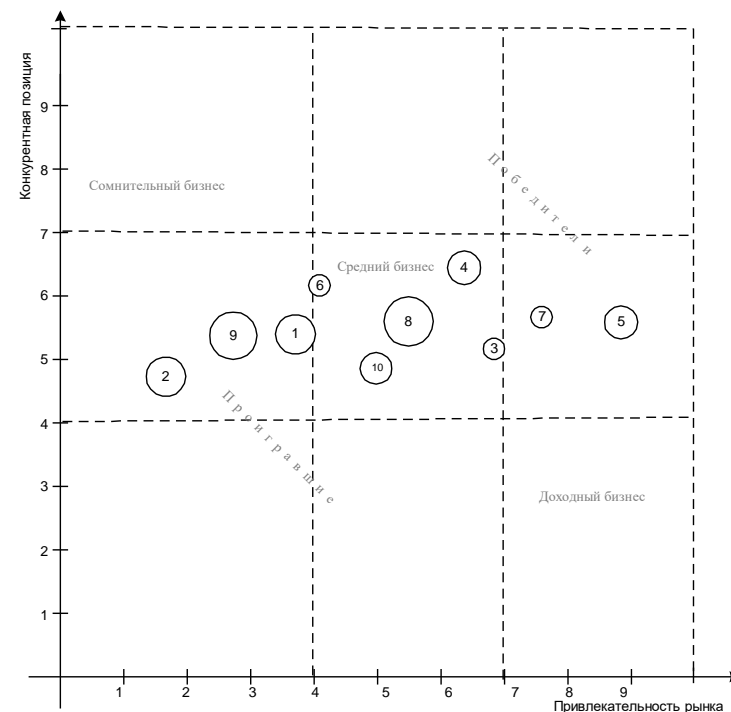 Конкурентная позиция
9
8
Сомнительный бизнес
Победители
7
Средний бизнес
4
6
6
7
5
8
1
9
3
5
10
2
4
Проигравшие
3
Доходный бизнес
2
1
1 2 3 4 5 6 7 8 9
Привлекательность рынка